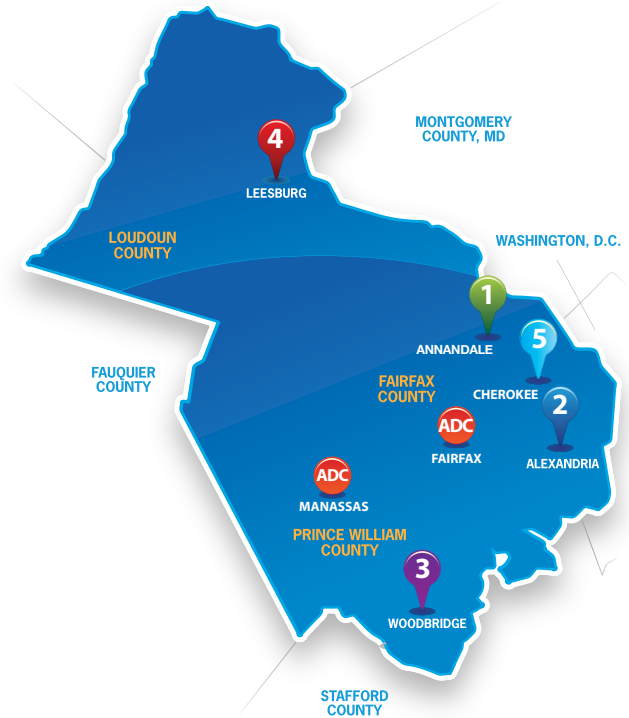 MONTGOMERY
COUNTY, MD
4
LEESBURG
LOUDOUN
COUNTY
WASHINGTON, D.C.
1
ANNANDALE
5
CHEROKEE
FAUQUIER
COUNTY
FAIRFAX
COUNTY
2
ALEXANDRIA
ADC
FAIRFAX
ADC
MANASSAS
PRINCE WILLIAM
COUNTY
3
WOODBRIDGE
STAFFORD
COUNTY